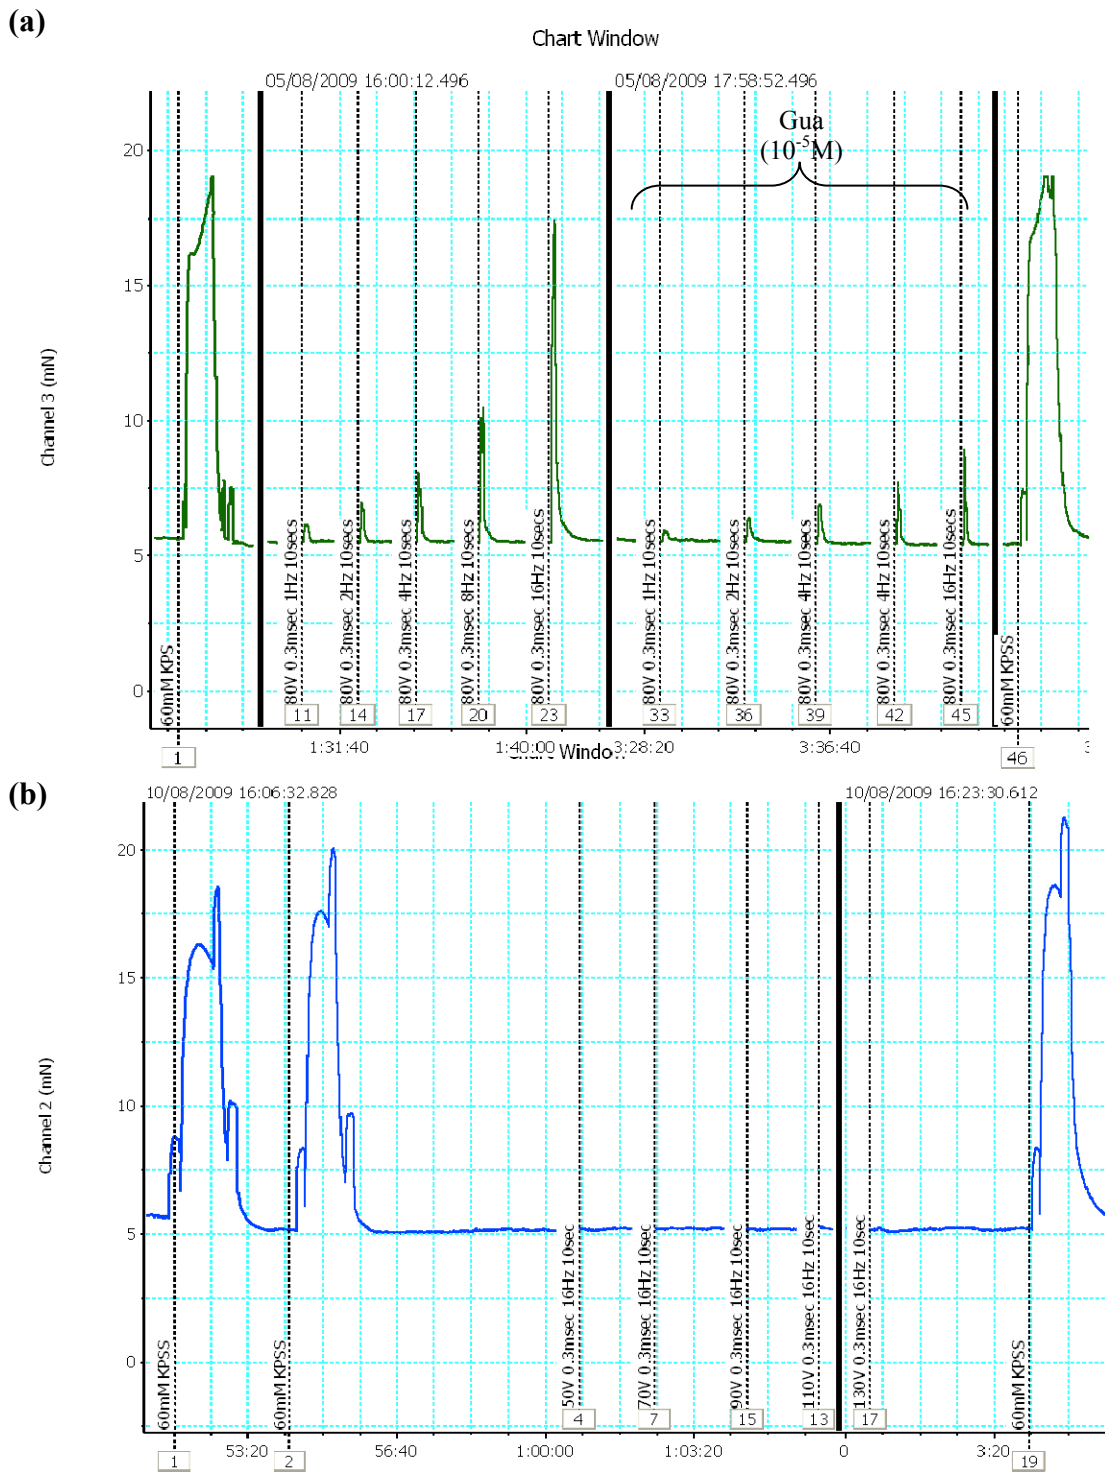 (a)
Chart Window
05/08/2009 16:00:12.496
05/08/2009 17:58:52.496
Gua
(10⁻⁵M)
20
15
10
5
0
Channel 3 (mN)
60mM KPS
80V 0.3msec 1Hz 10secs
80V 0.3msec 2Hz 10secs
80V 0.3msec 4Hz 10secs
80V 0.3msec 8Hz 10secs
80V 0.3msec 16Hz 10secs
80V 0.3msec 1Hz 10secs
80V 0.3msec 2Hz 10secs
80V 0.3msec 4Hz 10secs
80V 0.3msec 4Hz 10secs
80V 0.3msec 16Hz 10secs
60mM KPSS
1
11
14
17
20
23
33
36
39
42
45
46
1:31:40
1:40:00
3:28:20
3:36:40
Chart Window
(b)
10/08/2009 16:06:32.828
10/08/2009 16:23:30.612
20
15
10
5
0
Channel 2 (mN)
60mM KPSS
60mM KPSS
50V 0.3msec 16Hz 10sec
70V 0.3msec 16Hz 10sec
90V 0.3msec 16Hz 10sec
110V 0.3msec 16Hz 10sec
130V 0.3msec 16Hz 10sec
60mM KPSS
1
2
4
7
15
13
17
19
53:20
56:40
1:00:00
1:03:20
0
3:20